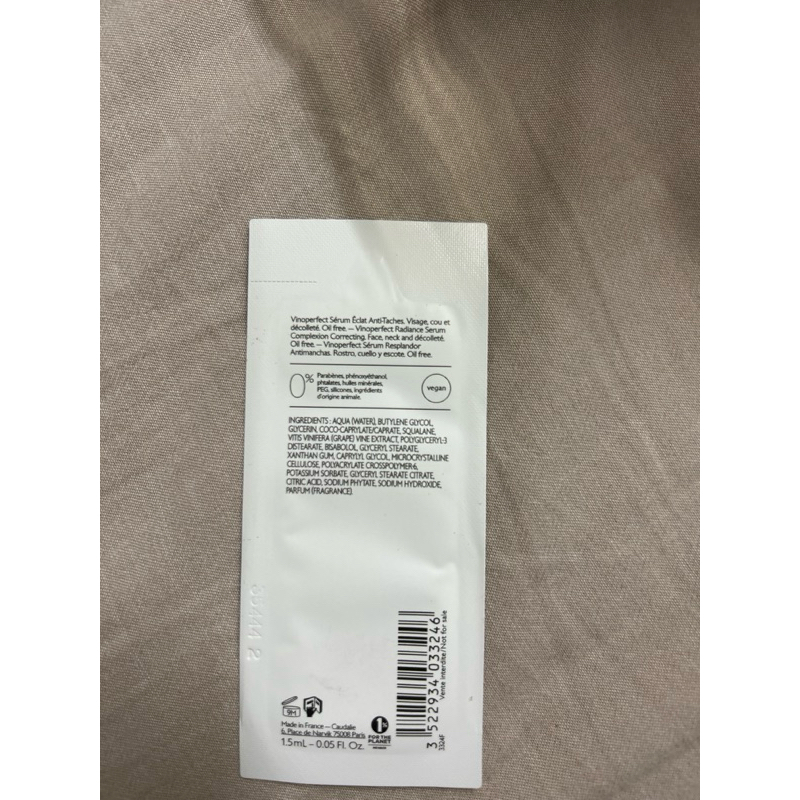 Vinoperfect Sérum Éclat Anti-Taches. Visage, cou et
décolleté. Oil free. — Vinoperfect Radiance Serum
Complexion Correcting. Face, neck and décolleté.
Oil free. — Vinoperfect Sérum Resplandor
Antimanchas. Rostro, cuello y escote. Oil free.
0%
Parabènes, phénoxyéthanol,
phtalates, huiles minérales,
PEG, silicones, ingrédients
d'origine animale.
vegan
INGREDIENTS : AQUA (WATER), BUTYLENE GLYCOL,
GLYCERIN, COCO-CAPRYLATE/CAPRATE, SQUALANE,
VITIS VINIFERA (GRAPE) VINE EXTRACT, POLYGLYCERYL-3
DISTEARATE, BISABOLOL, GLYCERYL STEARATE,
XANTHAN GUM, CAPRYLYL GLYCOL, MICROCRYSTALLINE
CELLULOSE, POLYACRYLATE CROSSPOLYMER-6,
POTASSIUM SORBATE, GLYCERYL STEARATE CITRATE,
CITRIC ACID, SODIUM PHYTATE, SODIUM HYDROXIDE,
PARFUM (FRAGRANCE).
9M
Made in France — Caudalie
6, Place de Narvik 75008 Paris
1.5mL – 0.05 Fl. Oz.
1%
FOR THE
PLANET
3 522934 033246
Vente interdite/Not for sale
3324F